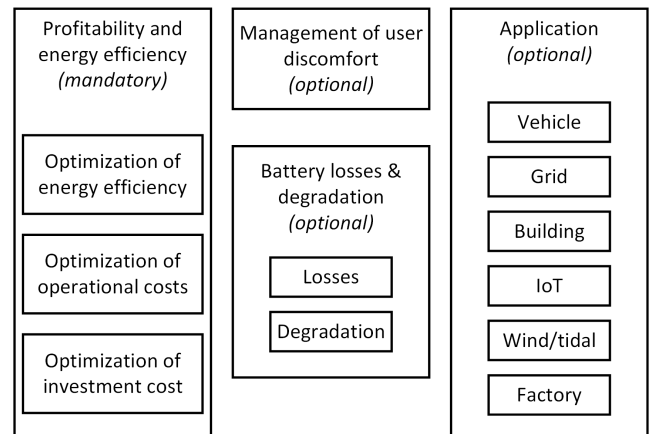 Profitability and
energy efficiency
(mandatory)
Optimization of
energy efficiency
Optimization of
operational costs
Optimization of
investment cost
Management of user
discomfort
(optional)
Battery losses &
degradation
(optional)
Losses
Degradation
Application
(optional)
Vehicle
Grid
Building
IoT
Wind/tidal
Factory